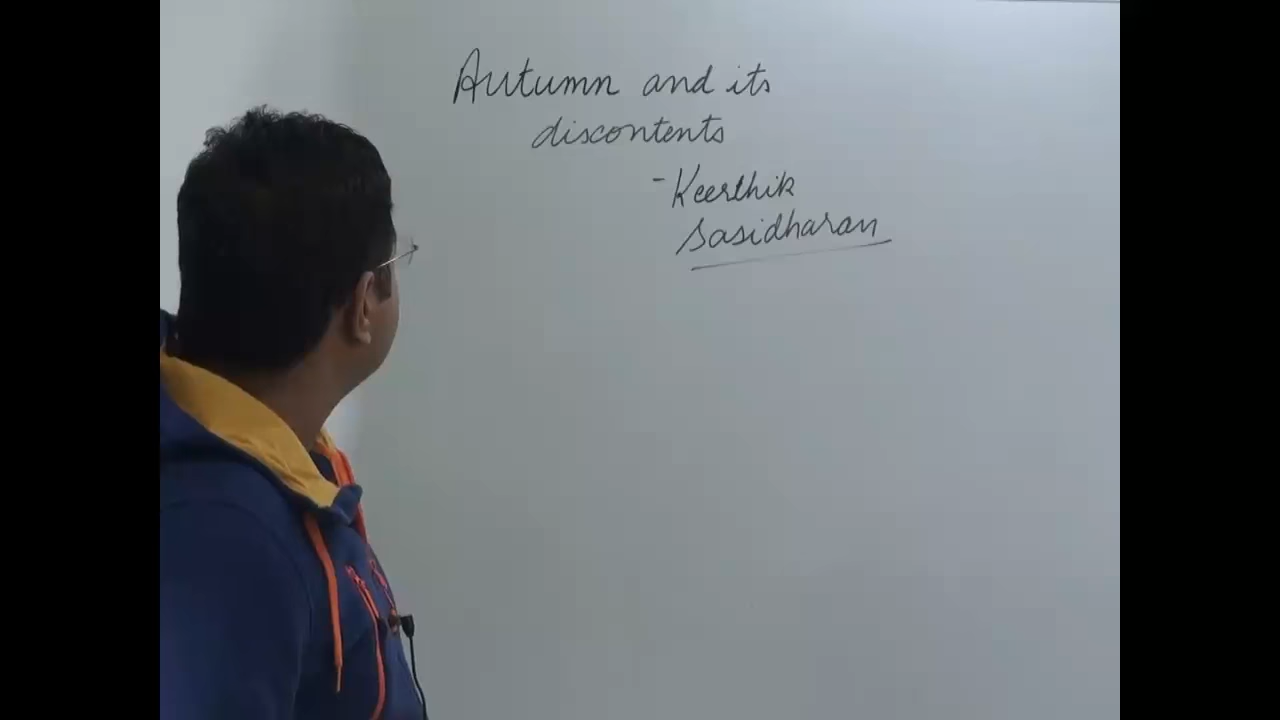 Autumn and its
discontents
- Keerthik
Sasidharan